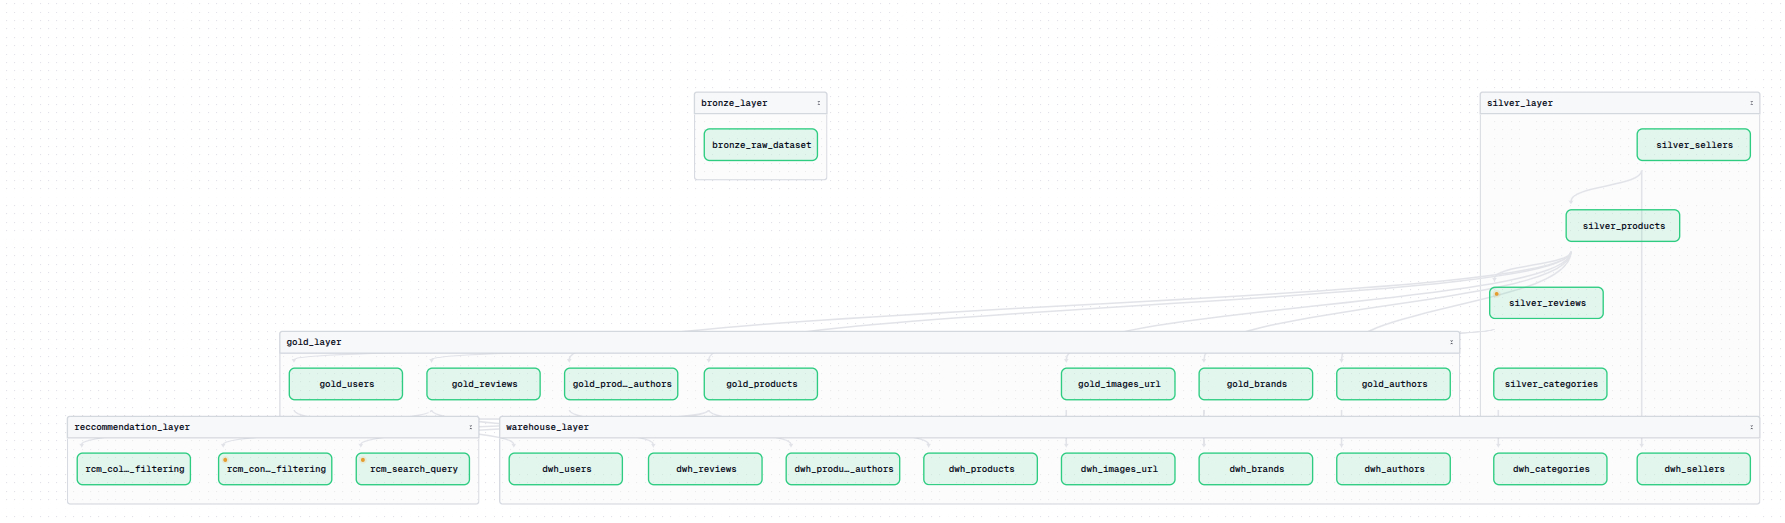 bronze_layer
:
silver_layer
:
bronze_raw_dataset
silver_sellers
silver_products
silver_reviews
gold_layer
:
gold_users
gold_reviews
gold_prod…_authors
gold_products
gold_images_url
gold_brands
gold_authors
silver_categories
reccommendation_layer
:
warehouse_layer
:
rcm_col…_filtering
rcm_con…_filtering
rcm_search_query
dwh_users
dwh_reviews
dwh_produ…_authors
dwh_products
dwh_images_url
dwh_brands
dwh_authors
dwh_categories
dwh_sellers